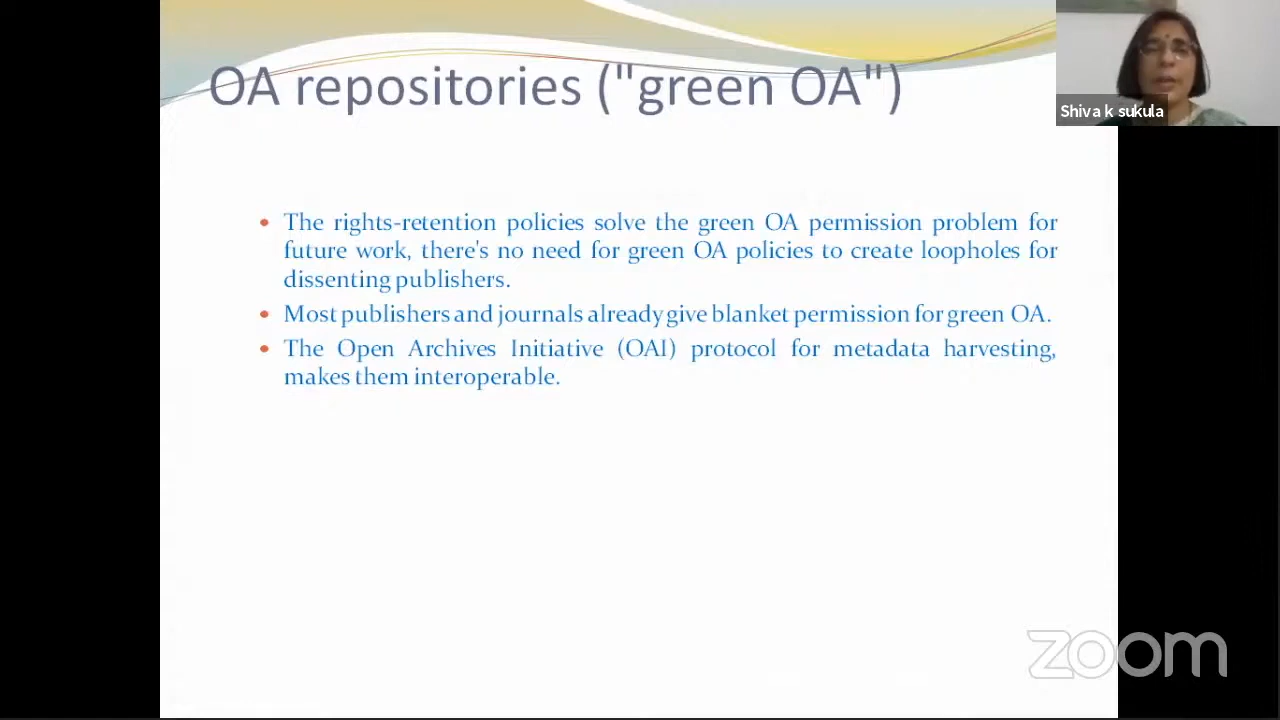 OA repositories ("green OA")
Shiva k sukula
• The rights-retention policies solve the green OA permission problem for
future work, there's no need for green OA policies to create loopholes for
dissenting publishers.
• Most publishers and journals already give blanket permission for green OA.
• The Open Archives Initiative (OAI) protocol for metadata harvesting,
makes them interoperable.
zoom